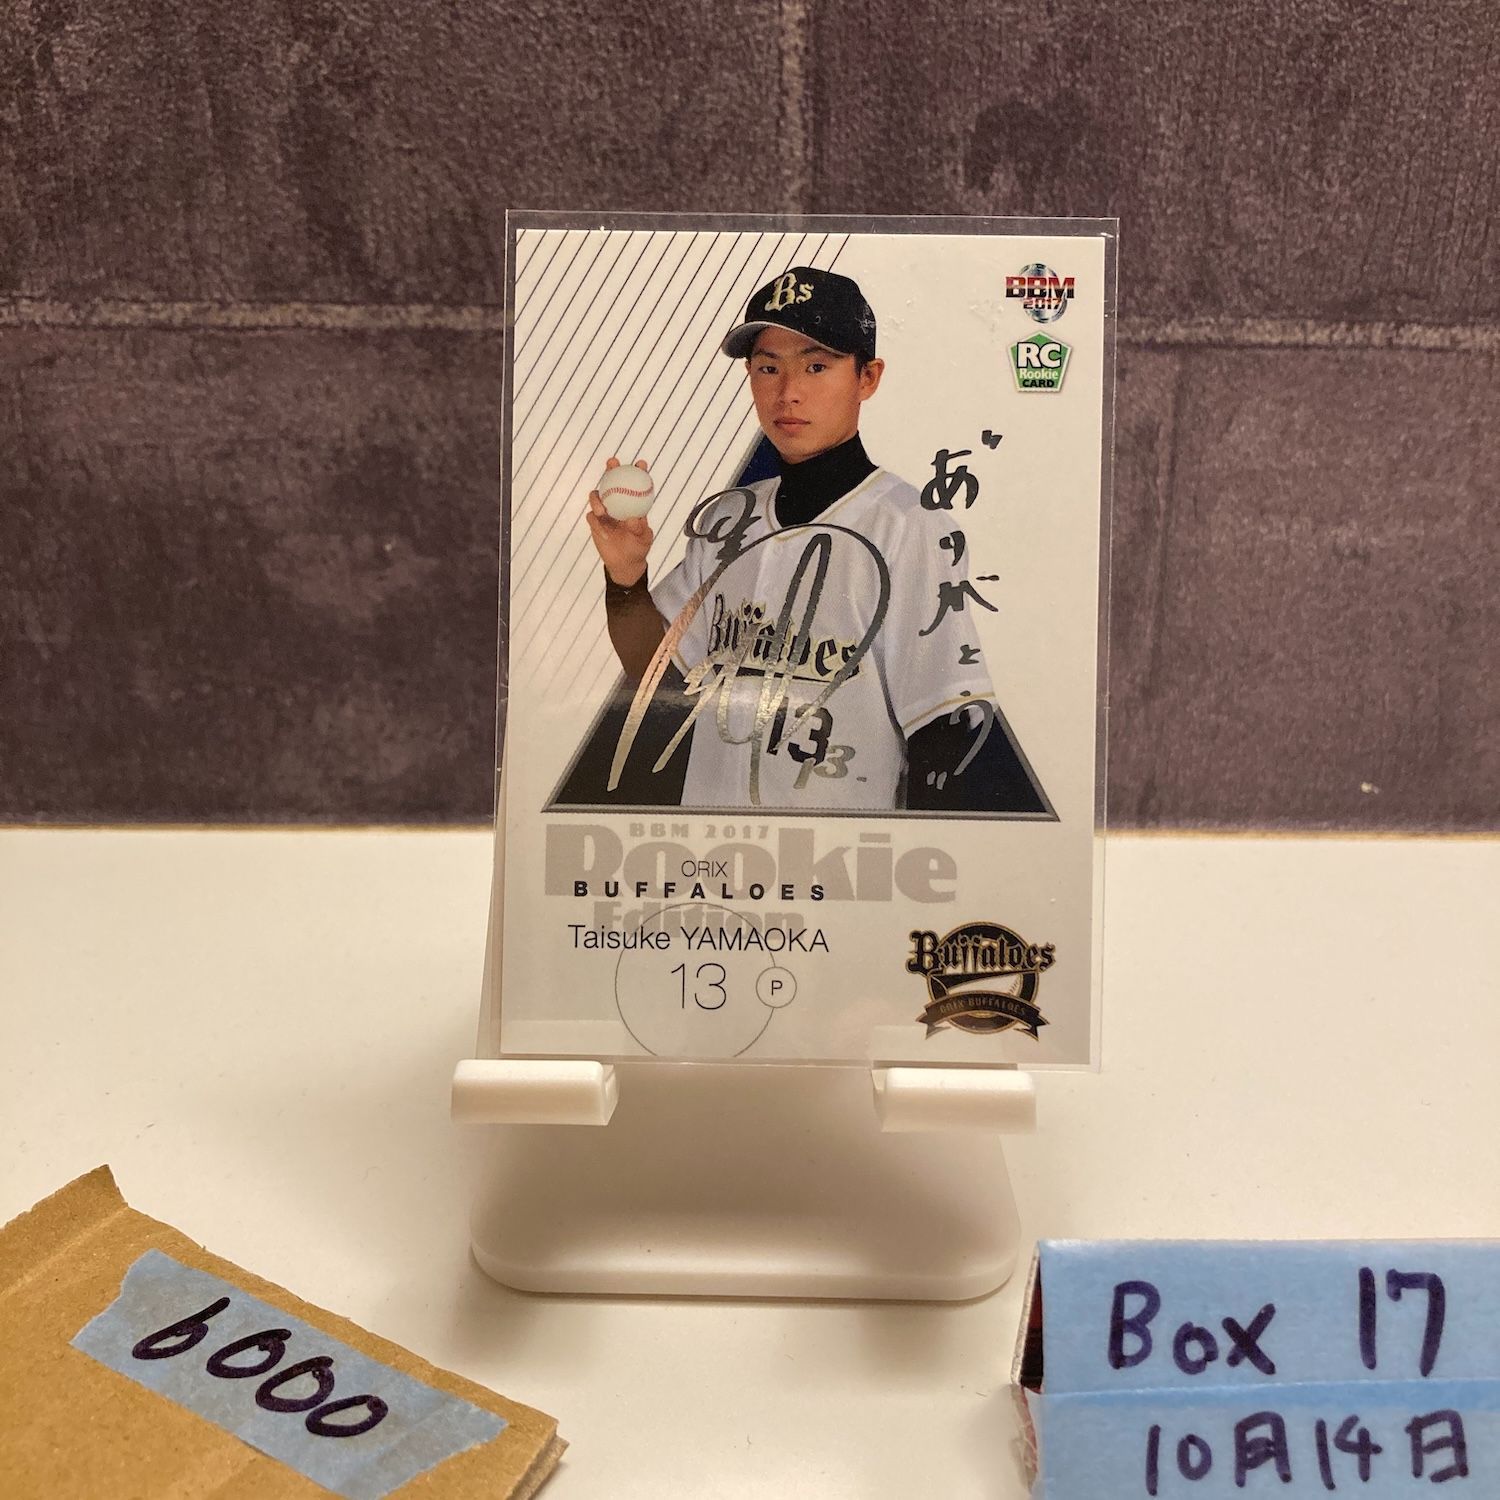 Bs
BBM
2017
RC
Rookie
CARD
"ありがとう"
Buffaloes
13
13
BBM 2017
Rookie
Edition
ORIX
BUFFALOES
Taisuke YAMAOKA
13 P
Buffaloes
ORIX BUFFALOES
6000
Box 17
10月14日